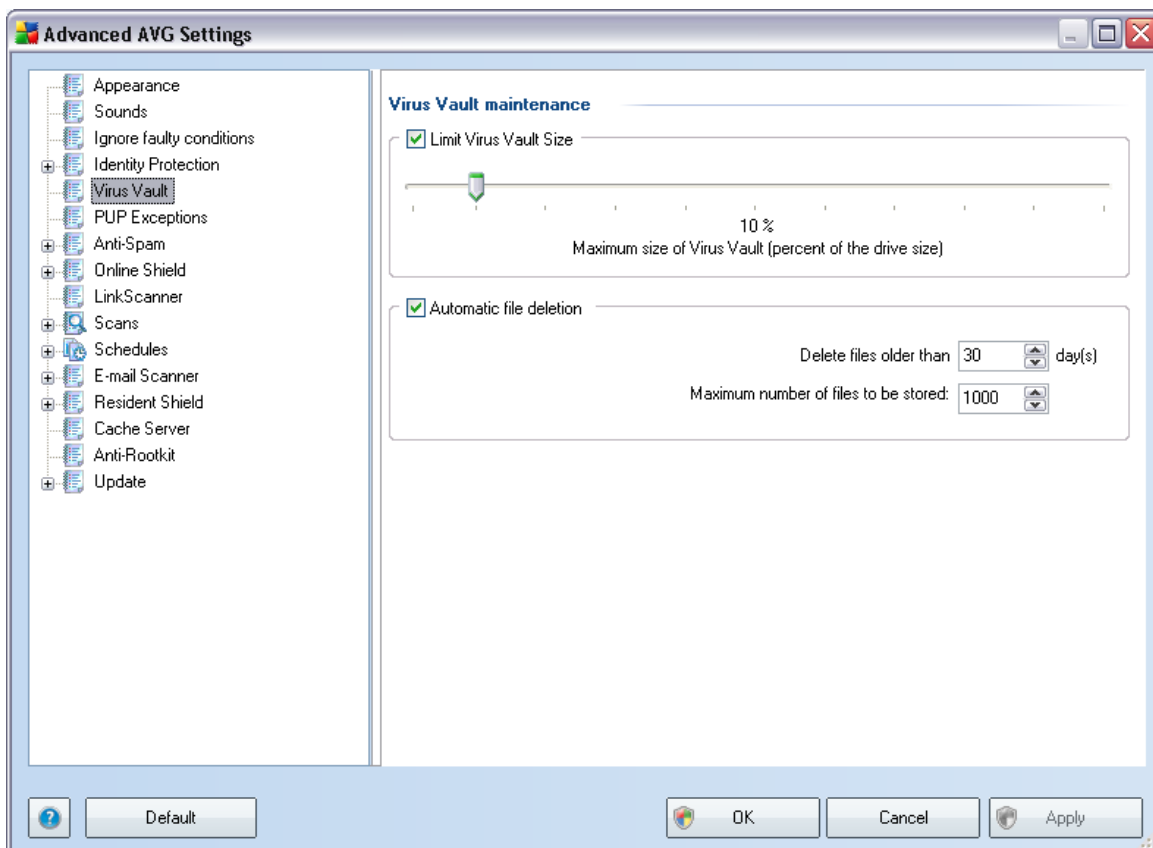 Advanced AVG Settings
Appearance
Sounds
Ignore faulty conditions
Identity Protection
Virus Vault
PUP Exceptions
Anti-Spam
Online Shield
LinkScanner
Scans
Schedules
E-mail Scanner
Resident Shield
Cache Server
Anti-Rootkit
Update
Virus Vault maintenance
Limit Virus Vault Size
10 %
Maximum size of Virus Vault (percent of the drive size)
Automatic file deletion
Delete files older than 30 day(s)
Maximum number of files to be stored: 1000
? Default OK Cancel Apply